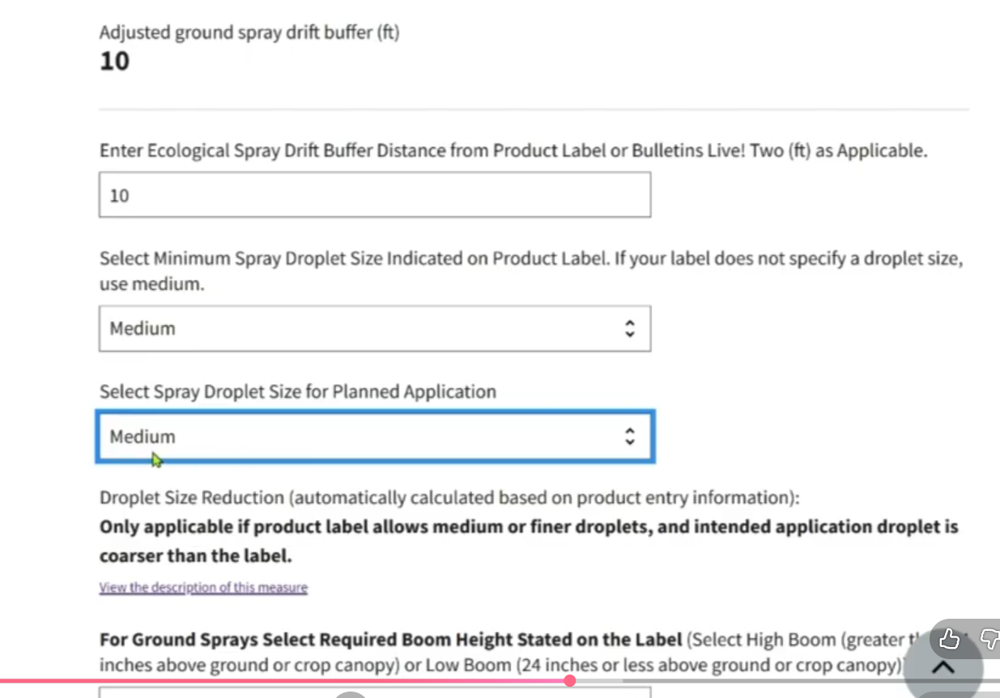 Adjusted ground spray drift buffer (ft)
10
Enter Ecological Spray Drift Buffer Distance from Product Label or Bulletins Live! Two (ft) as Applicable.
10
Select Minimum Spray Droplet Size Indicated on Product Label. If your label does not specify a droplet size,
use medium.
Medium
Select Spray Droplet Size for Planned Application
Medium
Droplet Size Reduction (automatically calculated based on product entry information):
Only applicable if product label allows medium or finer droplets, and intended application droplet is
coarser than the label.
View the description of this measure
For Ground Sprays Select Required Boom Height Stated on the Label (Select High Boom (greater
inches above ground or crop canopy) or Low Boom (24 inches or less above ground or crop canopy)